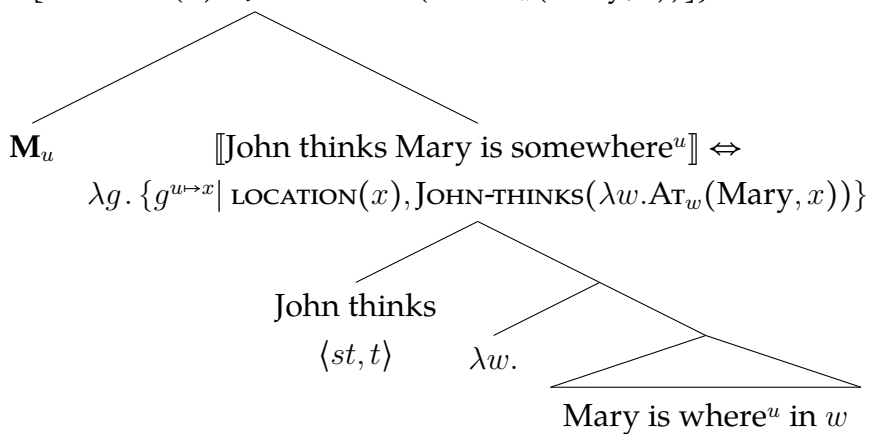 M_u
⟦John thinks Mary is somewhere^u⟧ ⇔
λg. {g^{u↦x}| LOCATION(x), JOHN-THINKS(λw.AT_w(Mary, x))}
John thinks
⟨st, t⟩
λw.
Mary is where^u in w